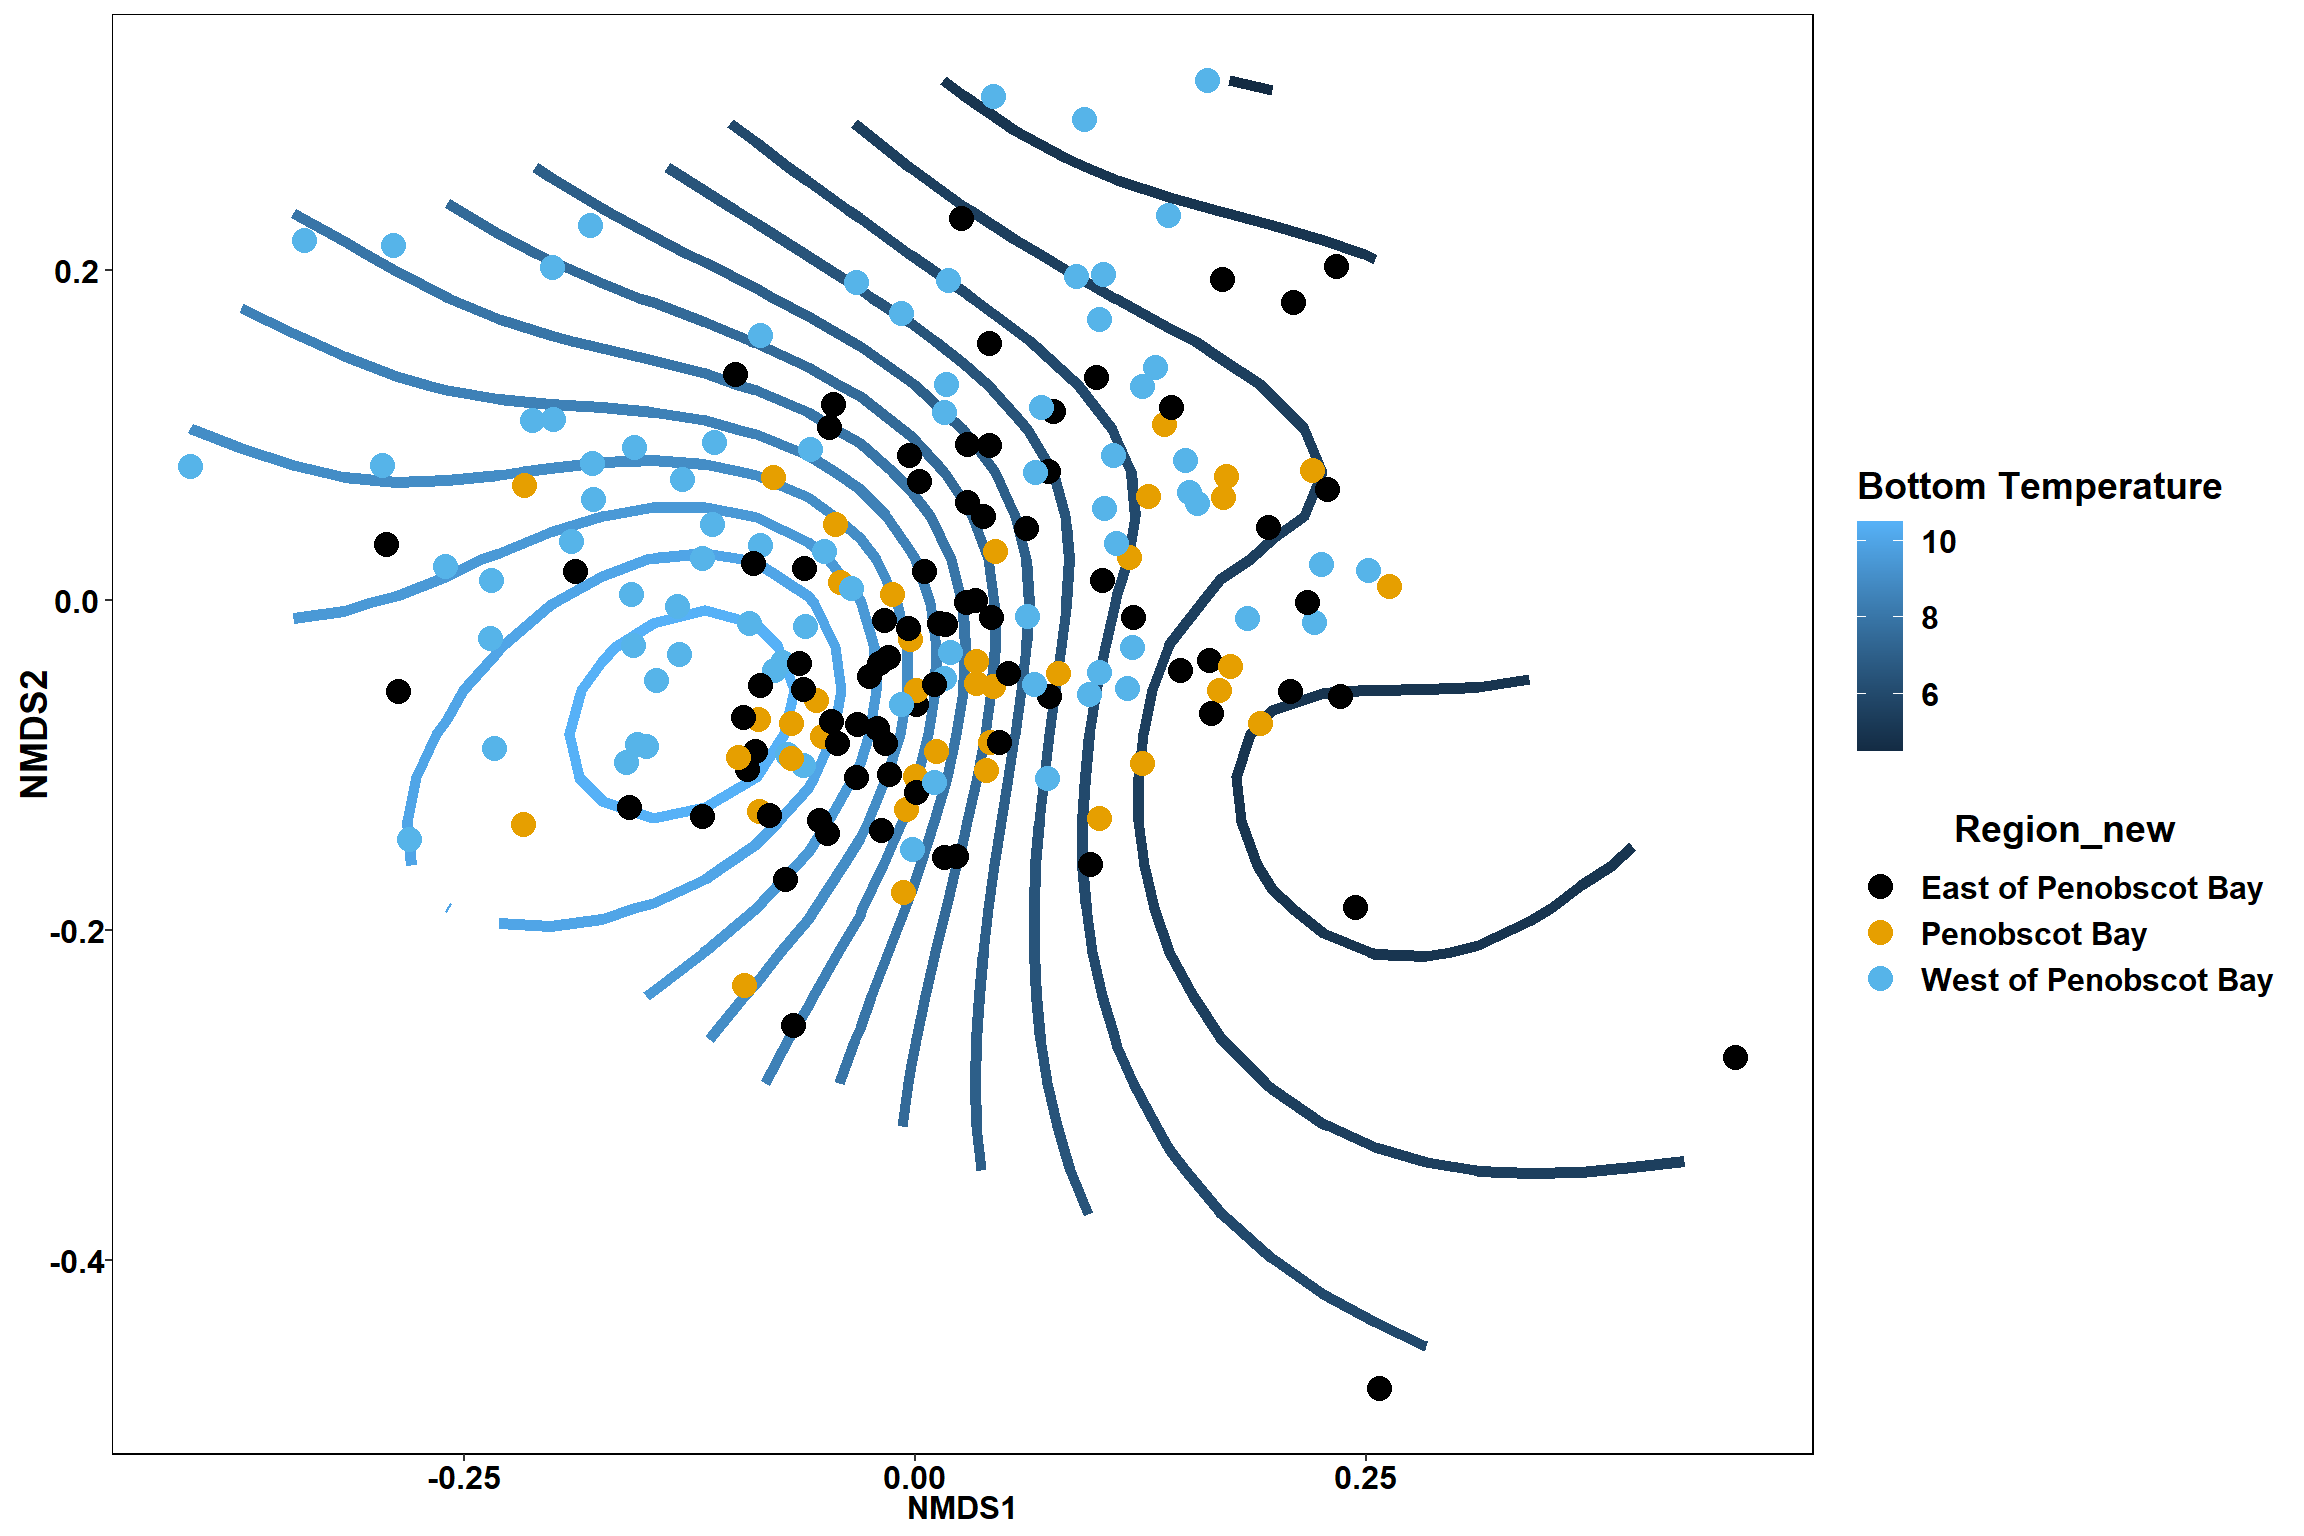 0.2
0.0
-0.2
-0.4
NMDS2
-0.25
0.00
0.25
NMDS1
Bottom Temperature
10
8
6
Region_new
East of Penobscot Bay
Penobscot Bay
West of Penobscot Bay